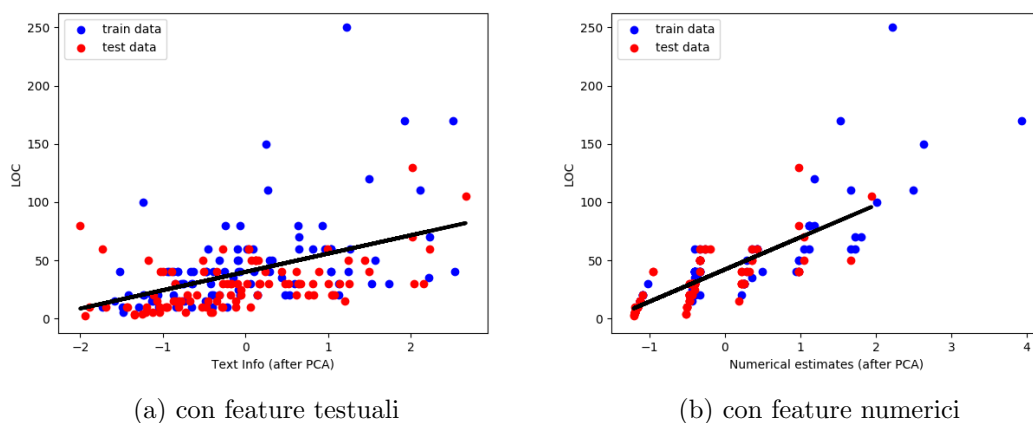 250
200
150
100
50
0
LOC
train data
test data
−2
−1
0
1
2
Text Info (after PCA)
(a) con feature testuali
250
200
150
100
50
0
LOC
train data
test data
−1
0
1
2
3
4
Numerical estimates (after PCA)
(b) con feature numerici